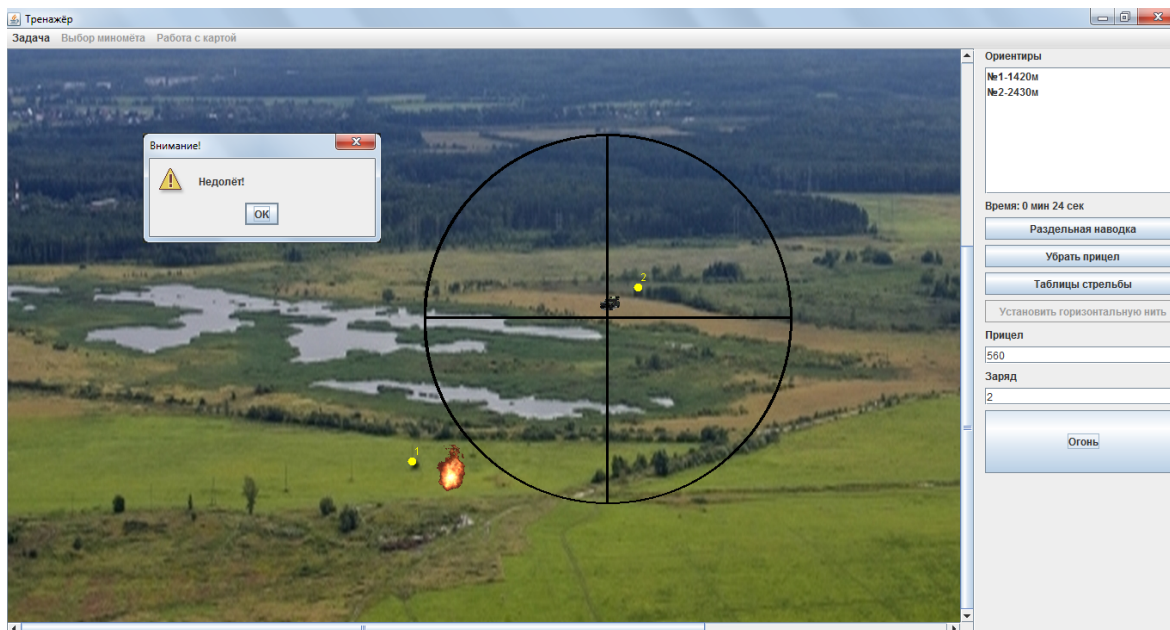 Тренажёр
Задача Выбор миномёта Работа с картой
Внимание!
Недолёт!
OK
2
1
Ориентиры
№1-1420м
№2-2430м
Время: 0 мин 24 сек
Раздельная наводка
Убрать прицел
Таблицы стрельбы
Установить горизонтальную нить
Прицел
560
Заряд
2
Огонь